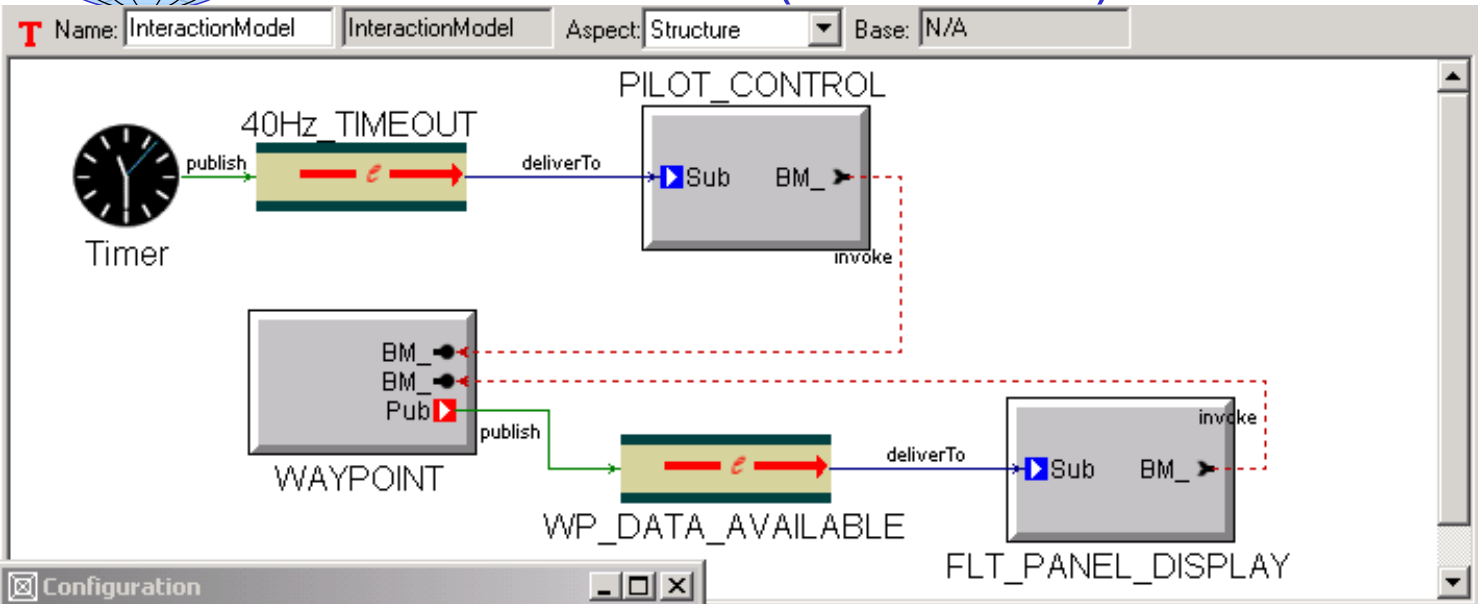 T Name: InteractionModel InteractionModel Aspect: Structure Base: N/A
PILOT_CONTROL
40Hz_TIMEOUT
publish
e
deliverTo
Sub BM_
Timer
invoke
BM_
BM_
Pub
publish
WAYPOINT
e
deliverTo
invoke
Sub BM_
WP_DATA_AVAILABLE
FLT_PANEL_DISPLAY
Configuration